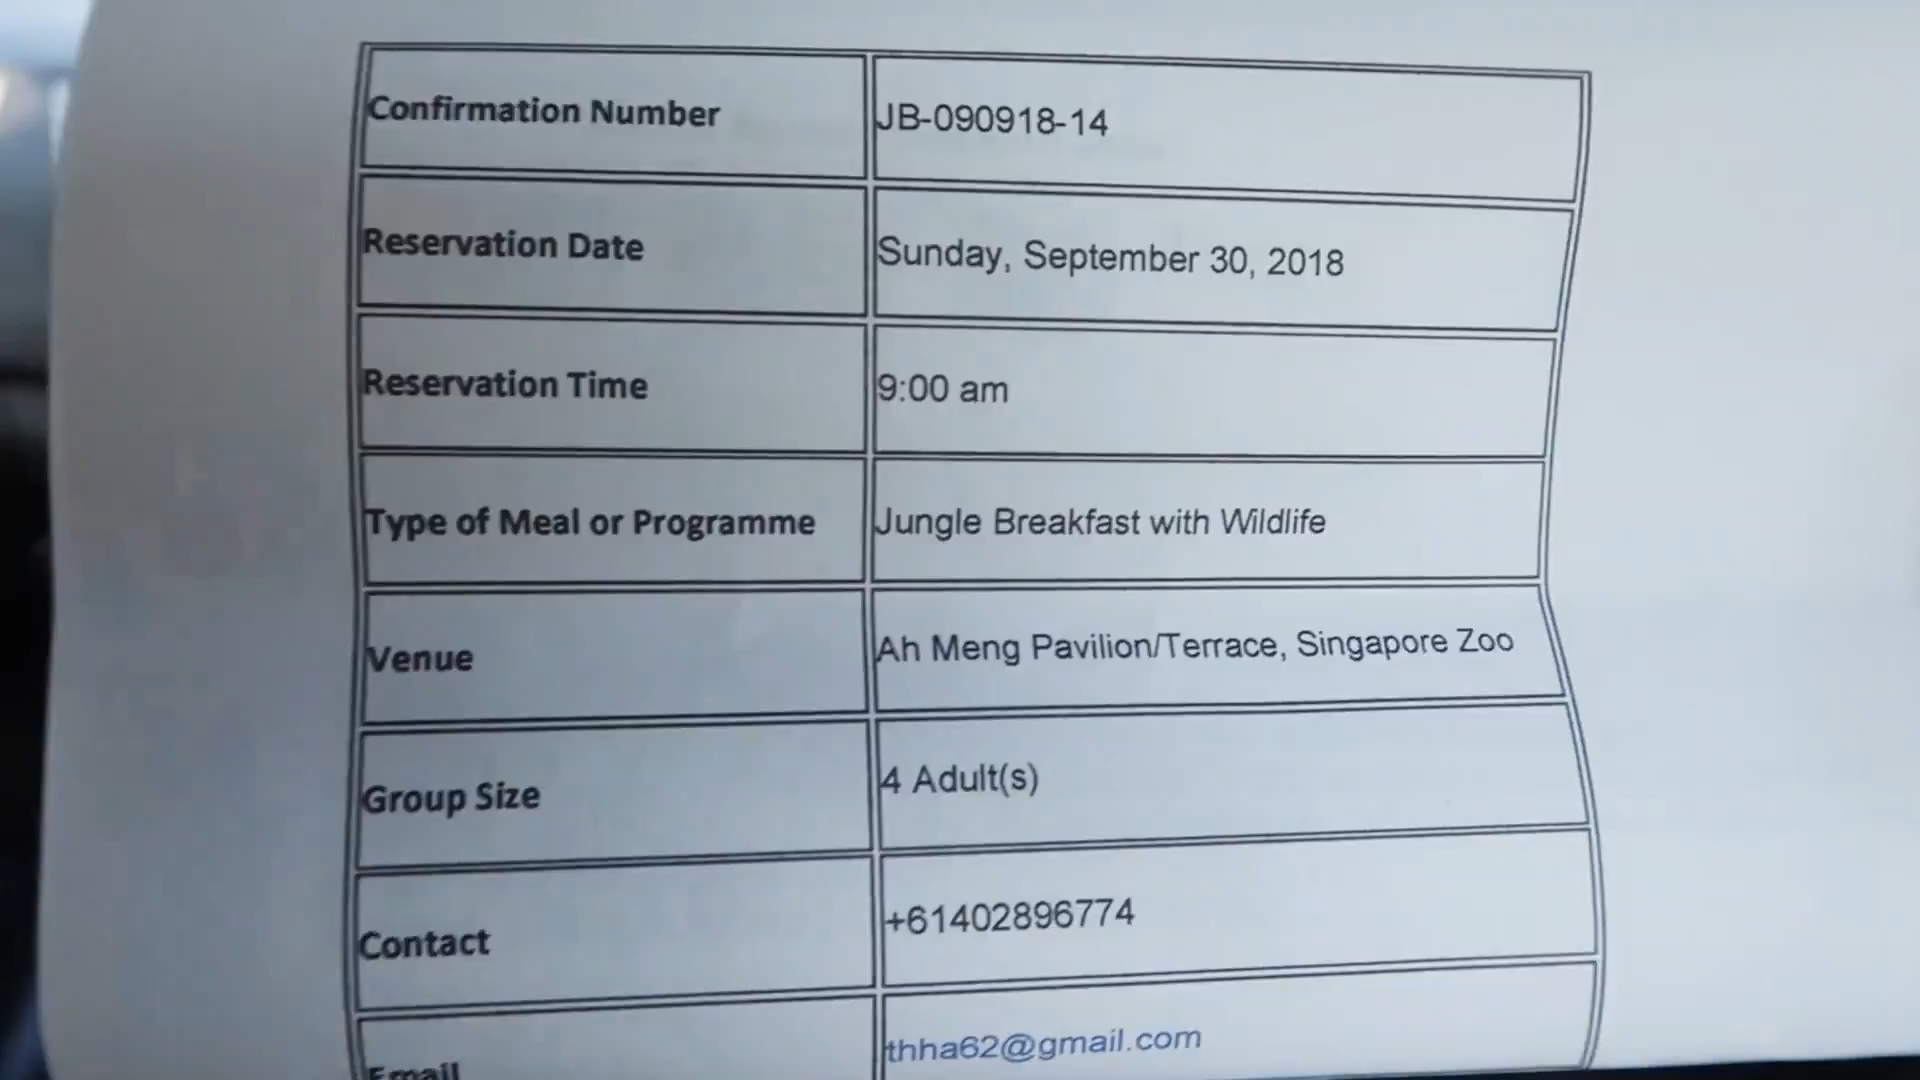 Confirmation Number JB-090918-14
Reservation Date Sunday, September 30, 2018
Reservation Time 9:00 am
Type of Meal or Programme Jungle Breakfast with Wildlife
Venue Ah Meng Pavilion/Terrace, Singapore Zoo
Group Size 4 Adult(s)
Contact +61402896774
Email thha62@gmail.com